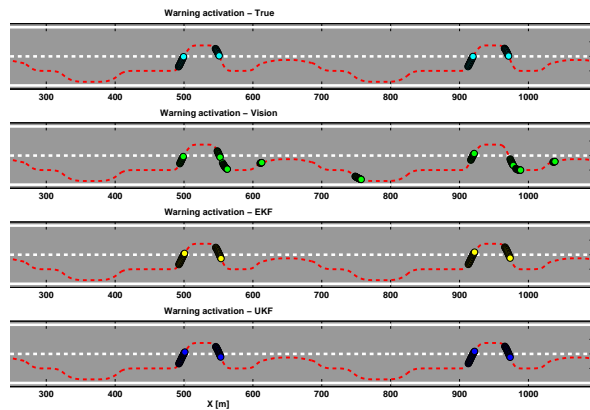 Warning activation – True
300 400 500 600 700 800 900 1000
Warning activation – Vision
300 400 500 600 700 800 900 1000
Warning activation – EKF
300 400 500 600 700 800 900 1000
Warning activation – UKF
300 400 500 600 700 800 900 1000
X [m]